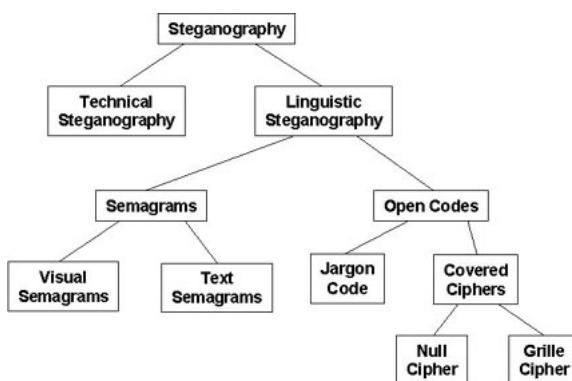 Steganography
Technical
Steganography
Linguistic
Steganography
Semagrams
Open Codes
Visual
Semagrams
Text
Semagrams
Jargon
Code
Covered
Ciphers
Null
Cipher
Grille
Cipher